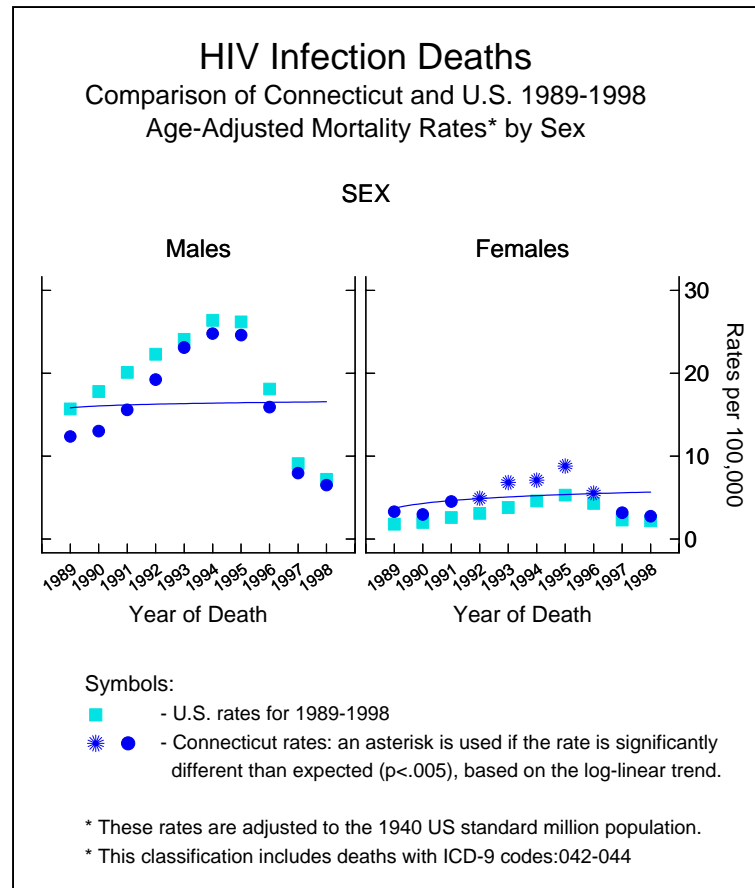 HIV Infection Deaths
Comparison of Connecticut and U.S. 1989-1998
Age-Adjusted Mortality Rates* by Sex
SEX
Males
Females
30
20
10
0
Rates per 100,000
1989 1990 1991 1992 1993 1994 1995 1996 1997 1998
1989 1990 1991 1992 1993 1994 1995 1996 1997 1998
Year of Death
Year of Death
Symbols:
- U.S. rates for 1989-1998
- Connecticut rates: an asterisk is used if the rate is significantly
different than expected (p<.005), based on the log-linear trend.
* These rates are adjusted to the 1940 US standard million population.
* This classification includes deaths with ICD-9 codes:042-044